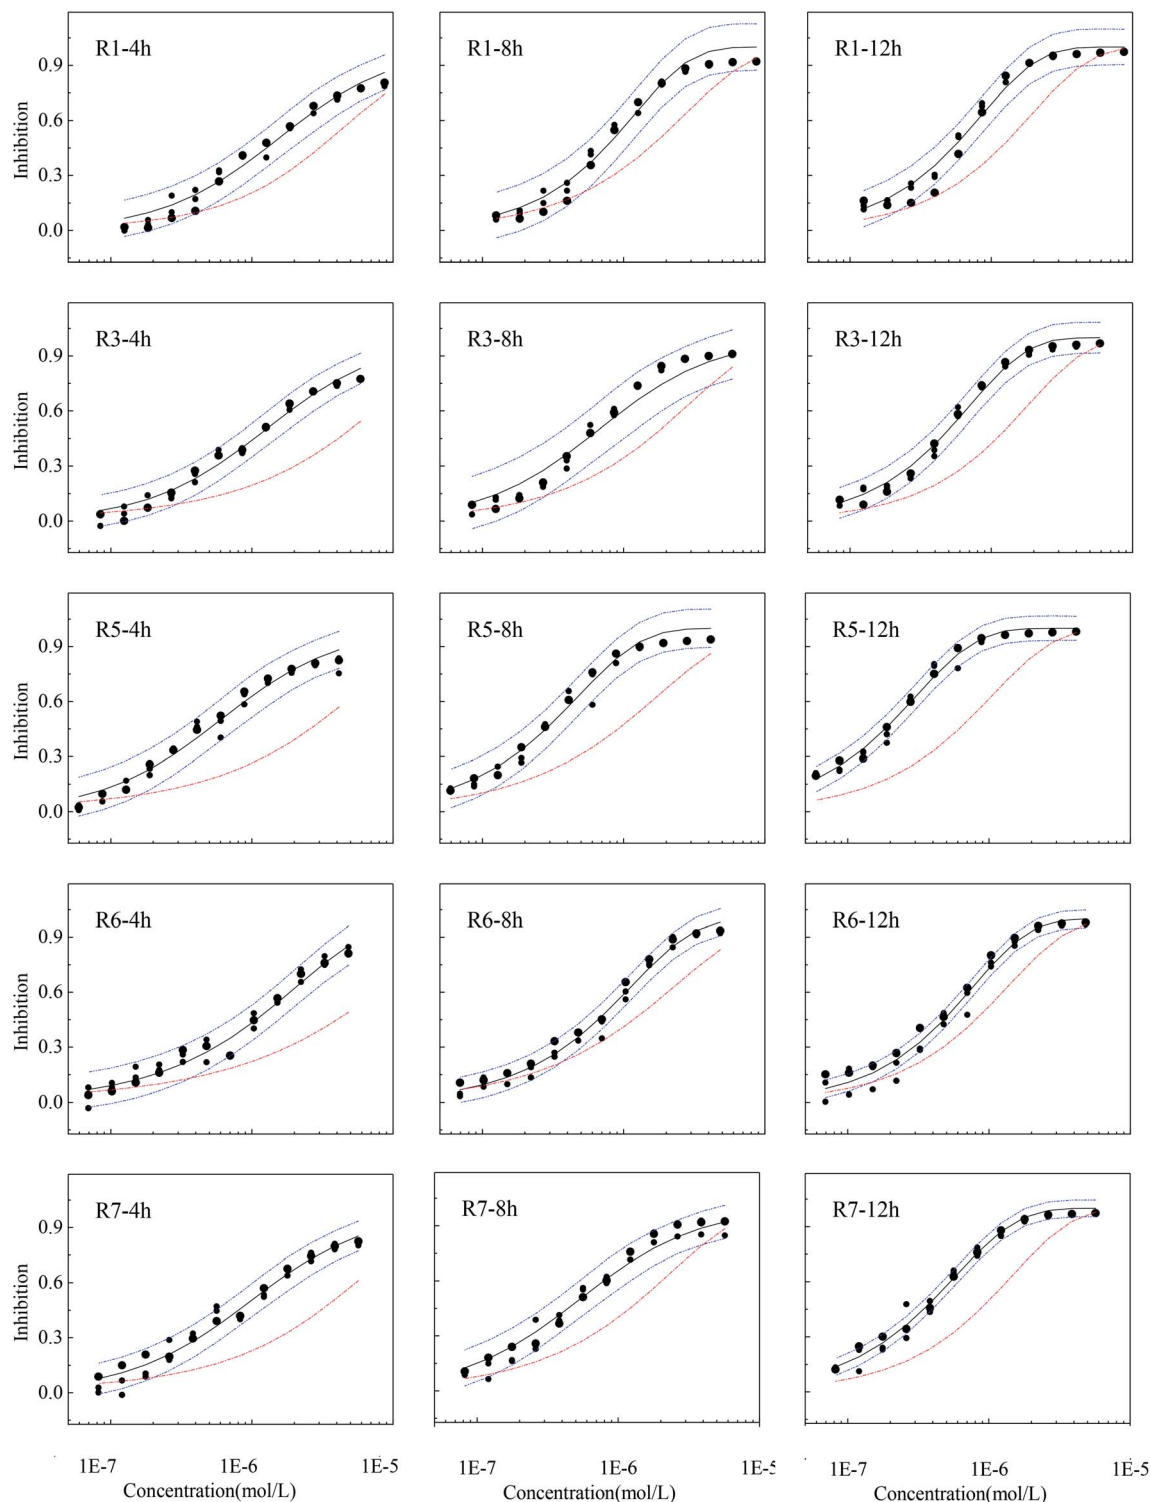 R1-4h R1-8h R1-12h
0.9
0.6
0.3
0.0
Inhibition
R3-4h R3-8h R3-12h
0.9
0.6
0.3
0.0
Inhibition
R5-4h R5-8h R5-12h
0.9
0.6
0.3
0.0
Inhibition
R6-4h R6-8h R6-12h
0.9
0.6
0.3
0.0
Inhibition
R7-4h R7-8h R7-12h
0.9
0.6
0.3
0.0
Inhibition
1E-7 1E-6 1E-5 1E-7 1E-6 1E-5 1E-7 1E-6 1E-5
Concentration(mol/L) Concentration(mol/L) Concentration(mol/L)